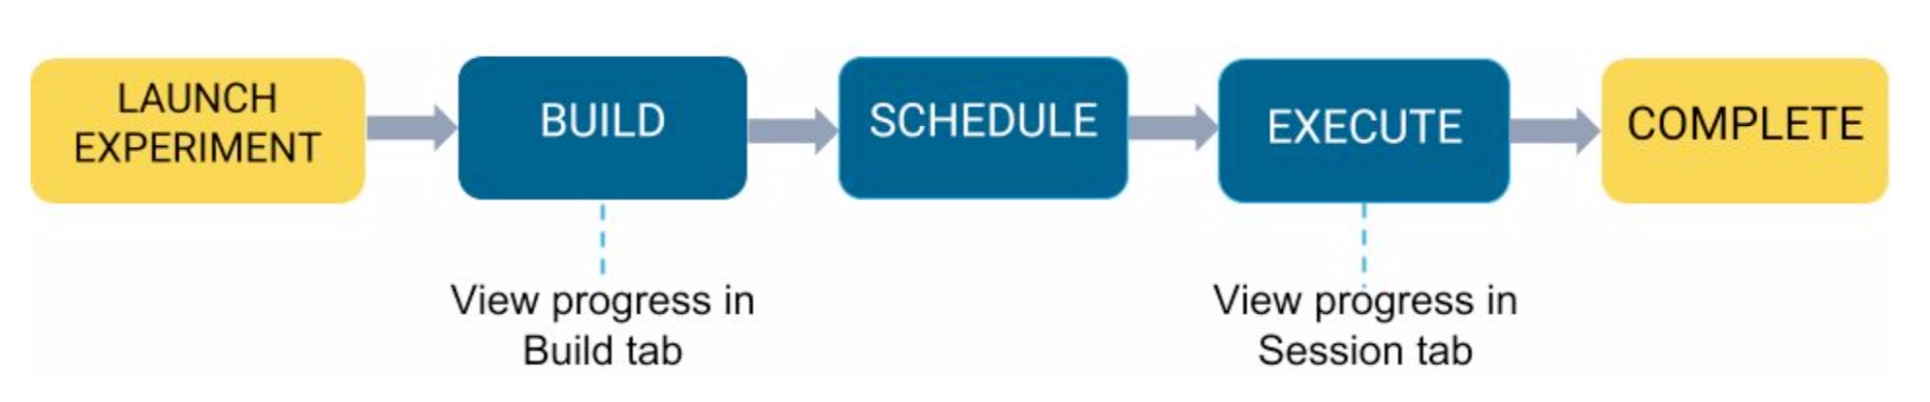 LAUNCH
EXPERIMENT
BUILD
SCHEDULE
EXECUTE
COMPLETE
View progress in
Build tab
View progress in
Session tab